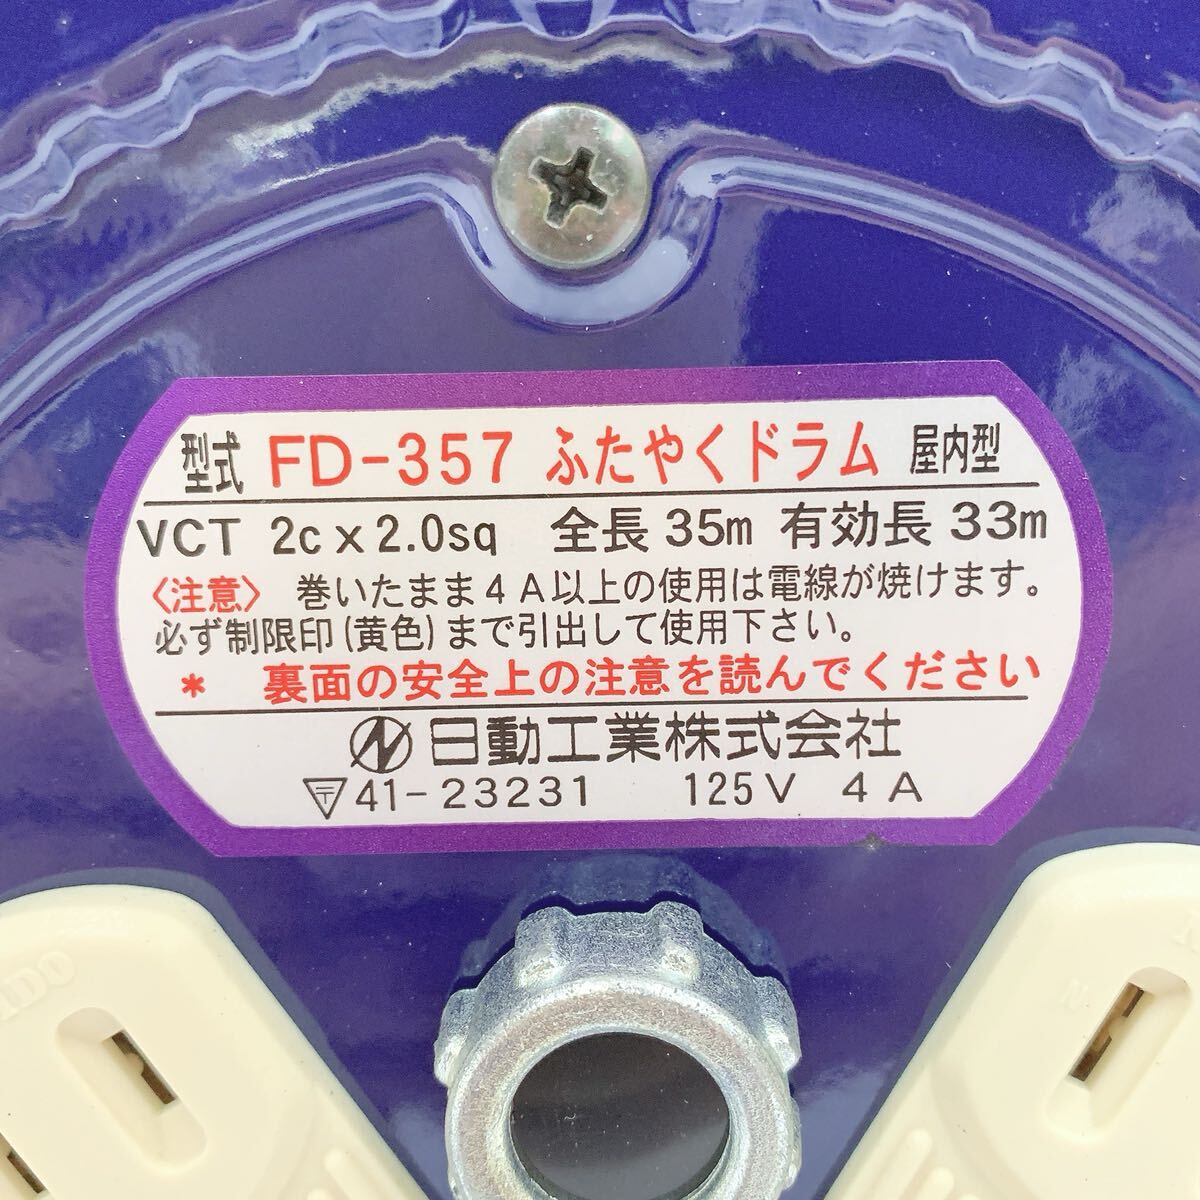 型式 FD-357 ふたやくドラム 屋内型
VCT 2c x 2.0sq 全長 35m 有効長 33m
〈注意〉 巻いたまま4A以上の使用は電線が焼けます。
必ず制限印(黄色)まで引出して使用下さい。
* 裏面の安全上の注意を読んでください
日動工業株式会社
〒41-23231 125V 4A
N